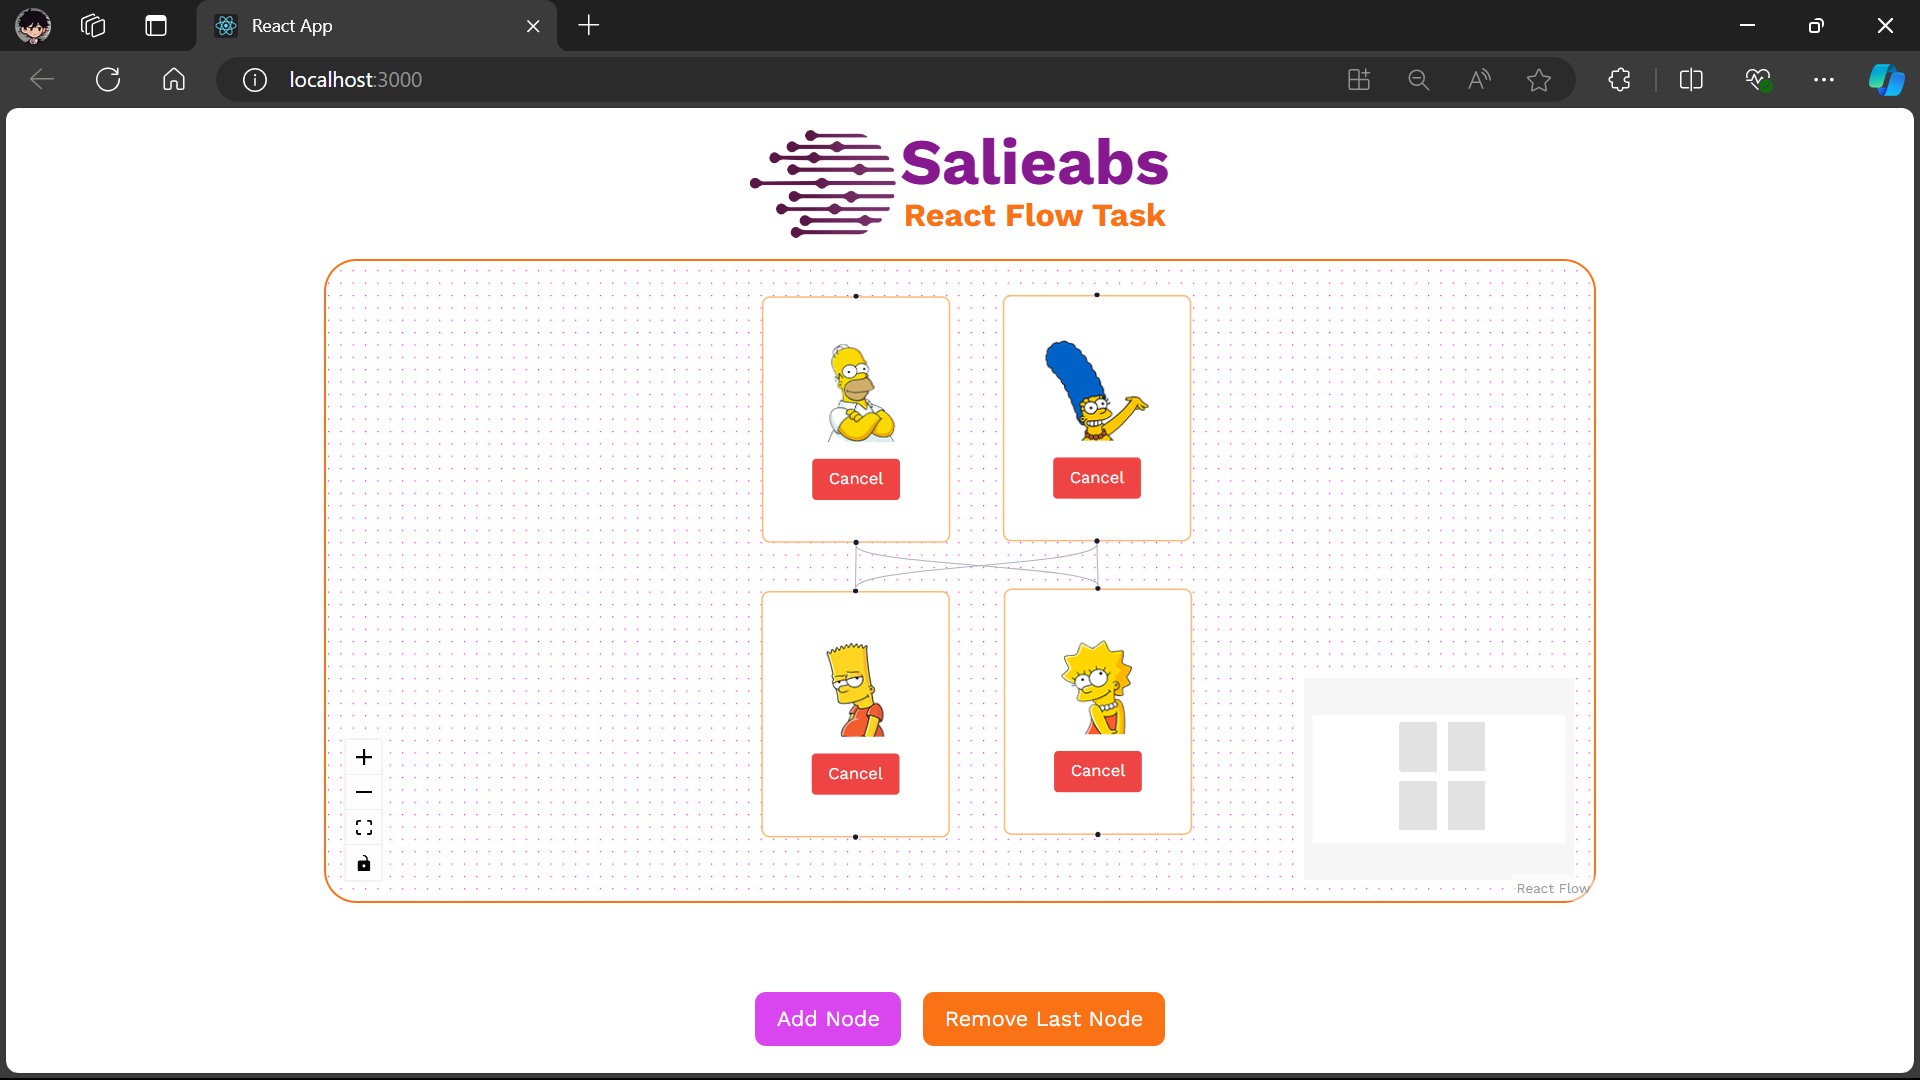 React App
localhost:3000
Salieabs
React Flow Task
Cancel
Cancel
Cancel
Cancel
React Flow
Add Node
Remove Last Node